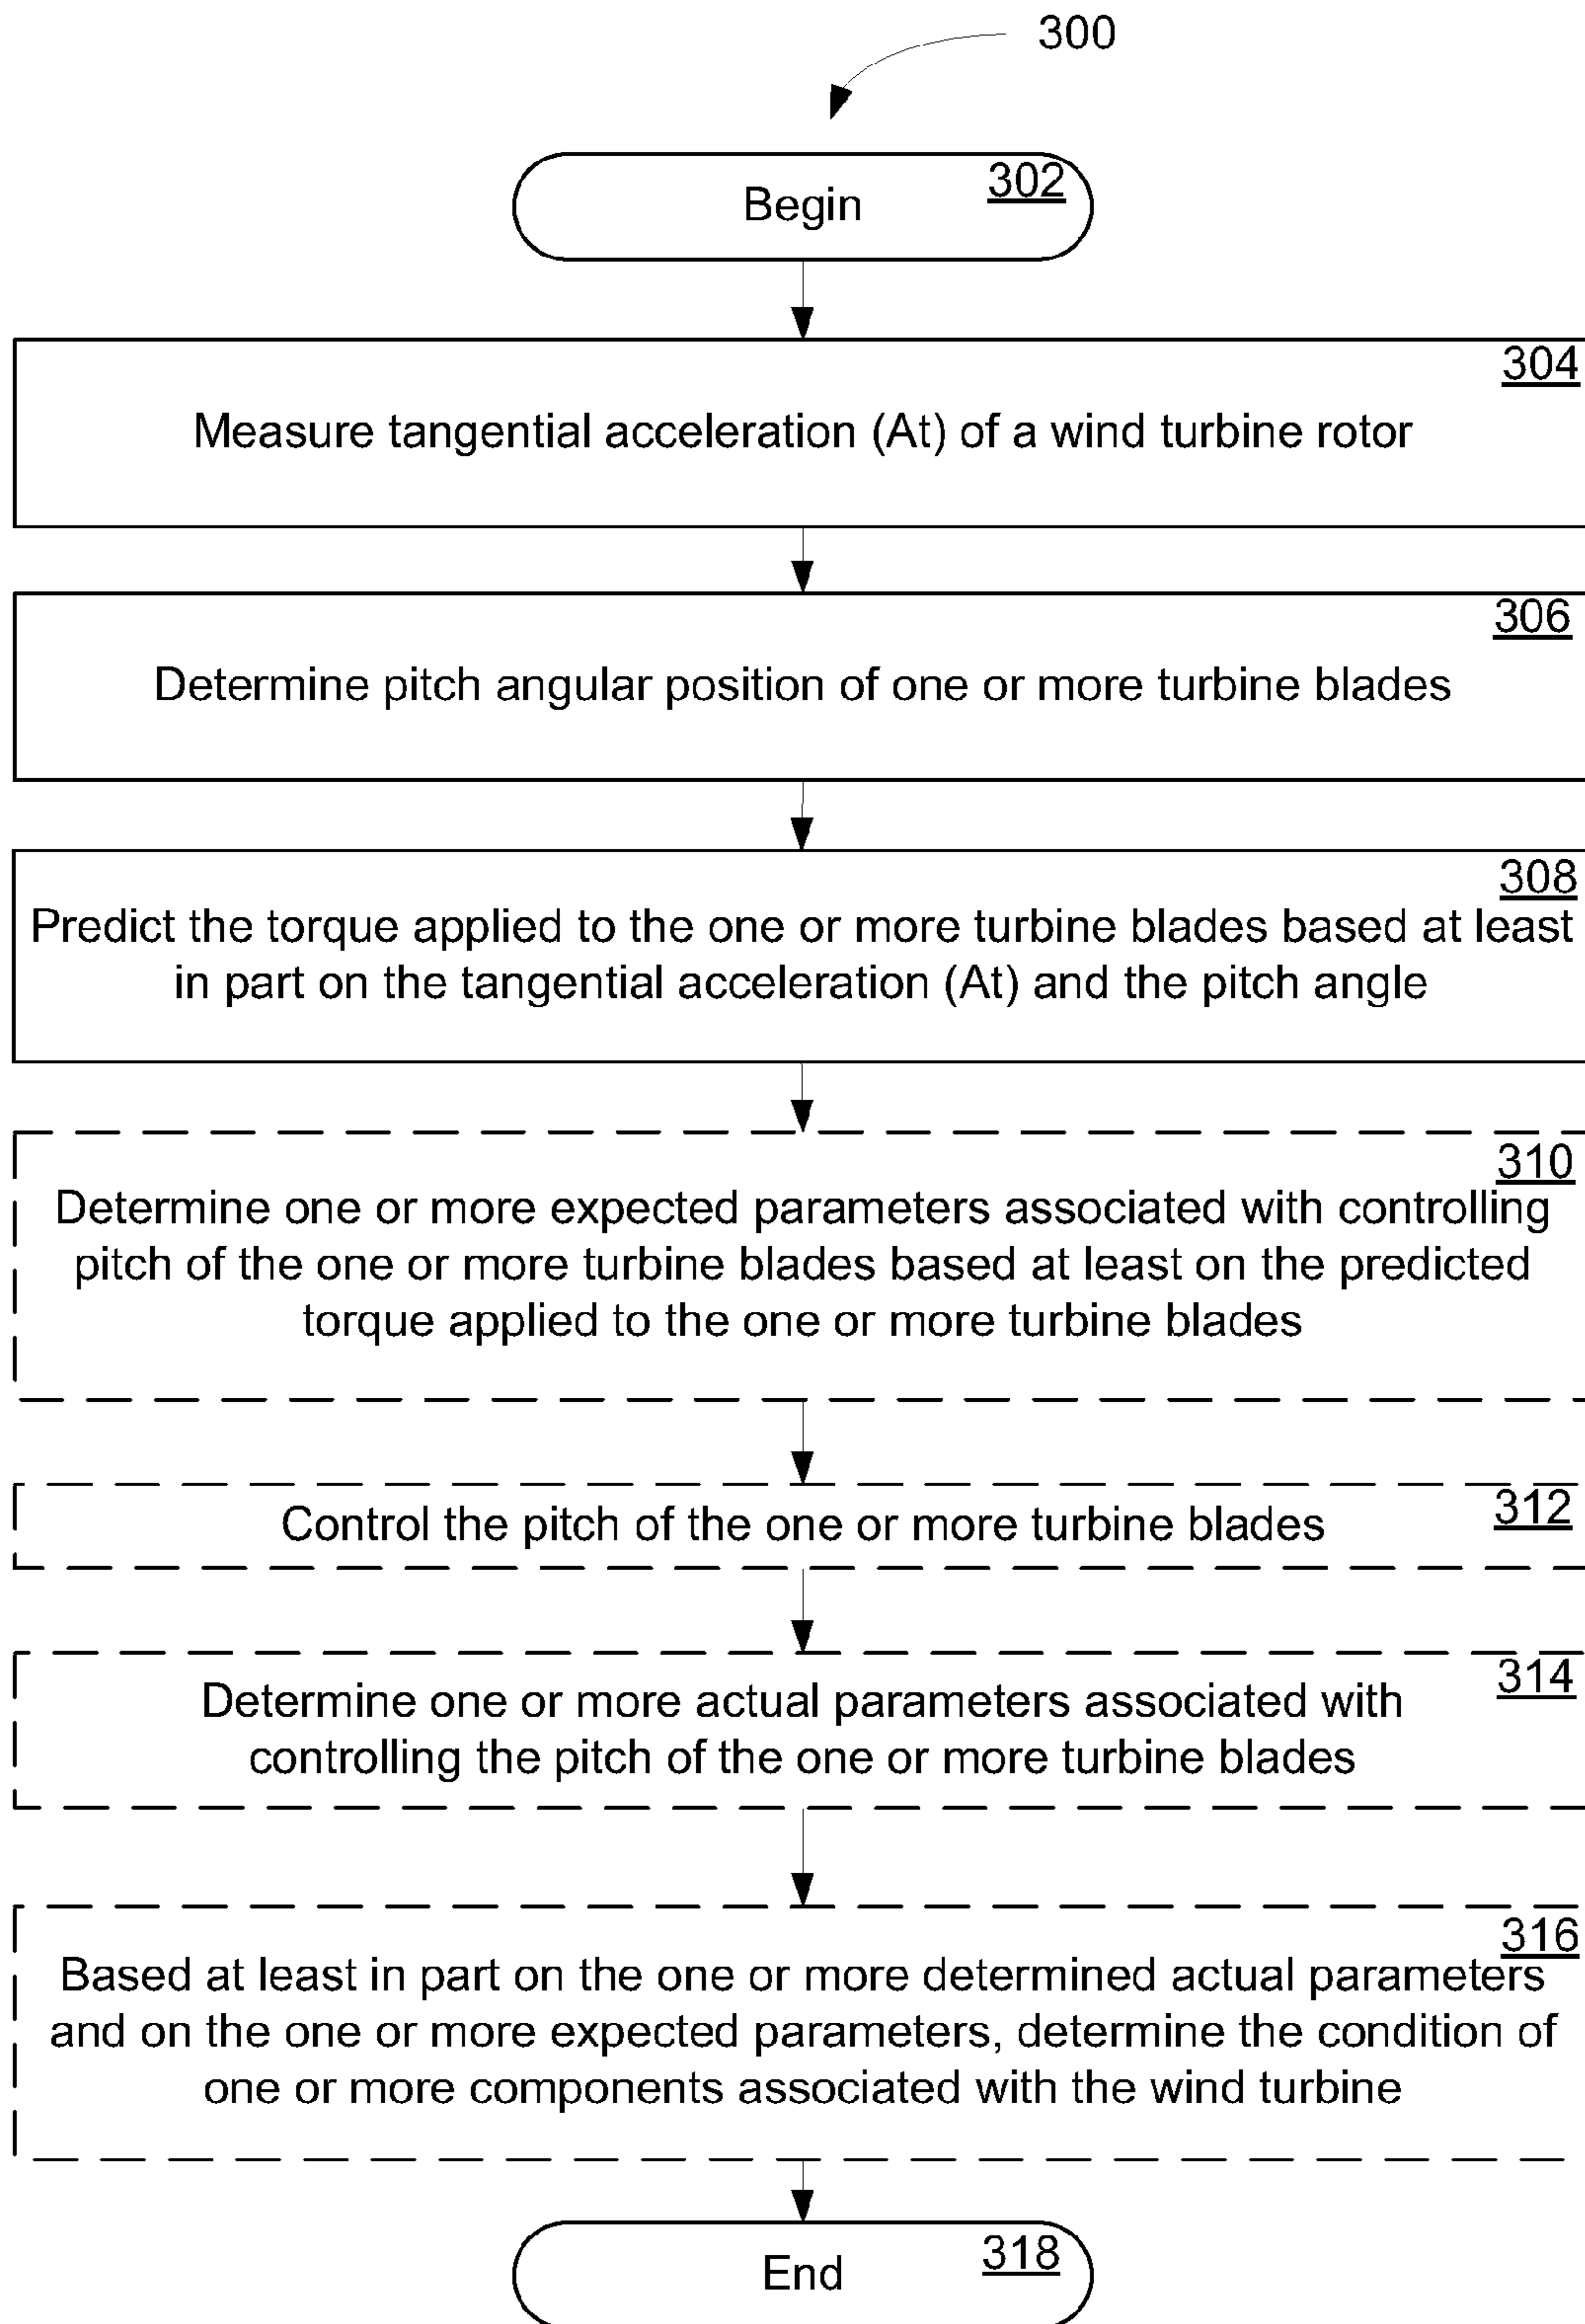 300
302
Begin
304
Measure tangential acceleration (At) of a wind turbine rotor
306
Determine pitch angular position of one or more turbine blades
308
Predict the torque applied to the one or more turbine blades based at least
in part on the tangential acceleration (At) and the pitch angle
310
Determine one or more expected parameters associated with controlling
pitch of the one or more turbine blades based at least on the predicted
torque applied to the one or more turbine blades
312
Control the pitch of the one or more turbine blades
314
Determine one or more actual parameters associated with
controlling the pitch of the one or more turbine blades
316
Based at least in part on the one or more determined actual parameters
and on the one or more expected parameters, determine the condition of
one or more components associated with the wind turbine
318
End